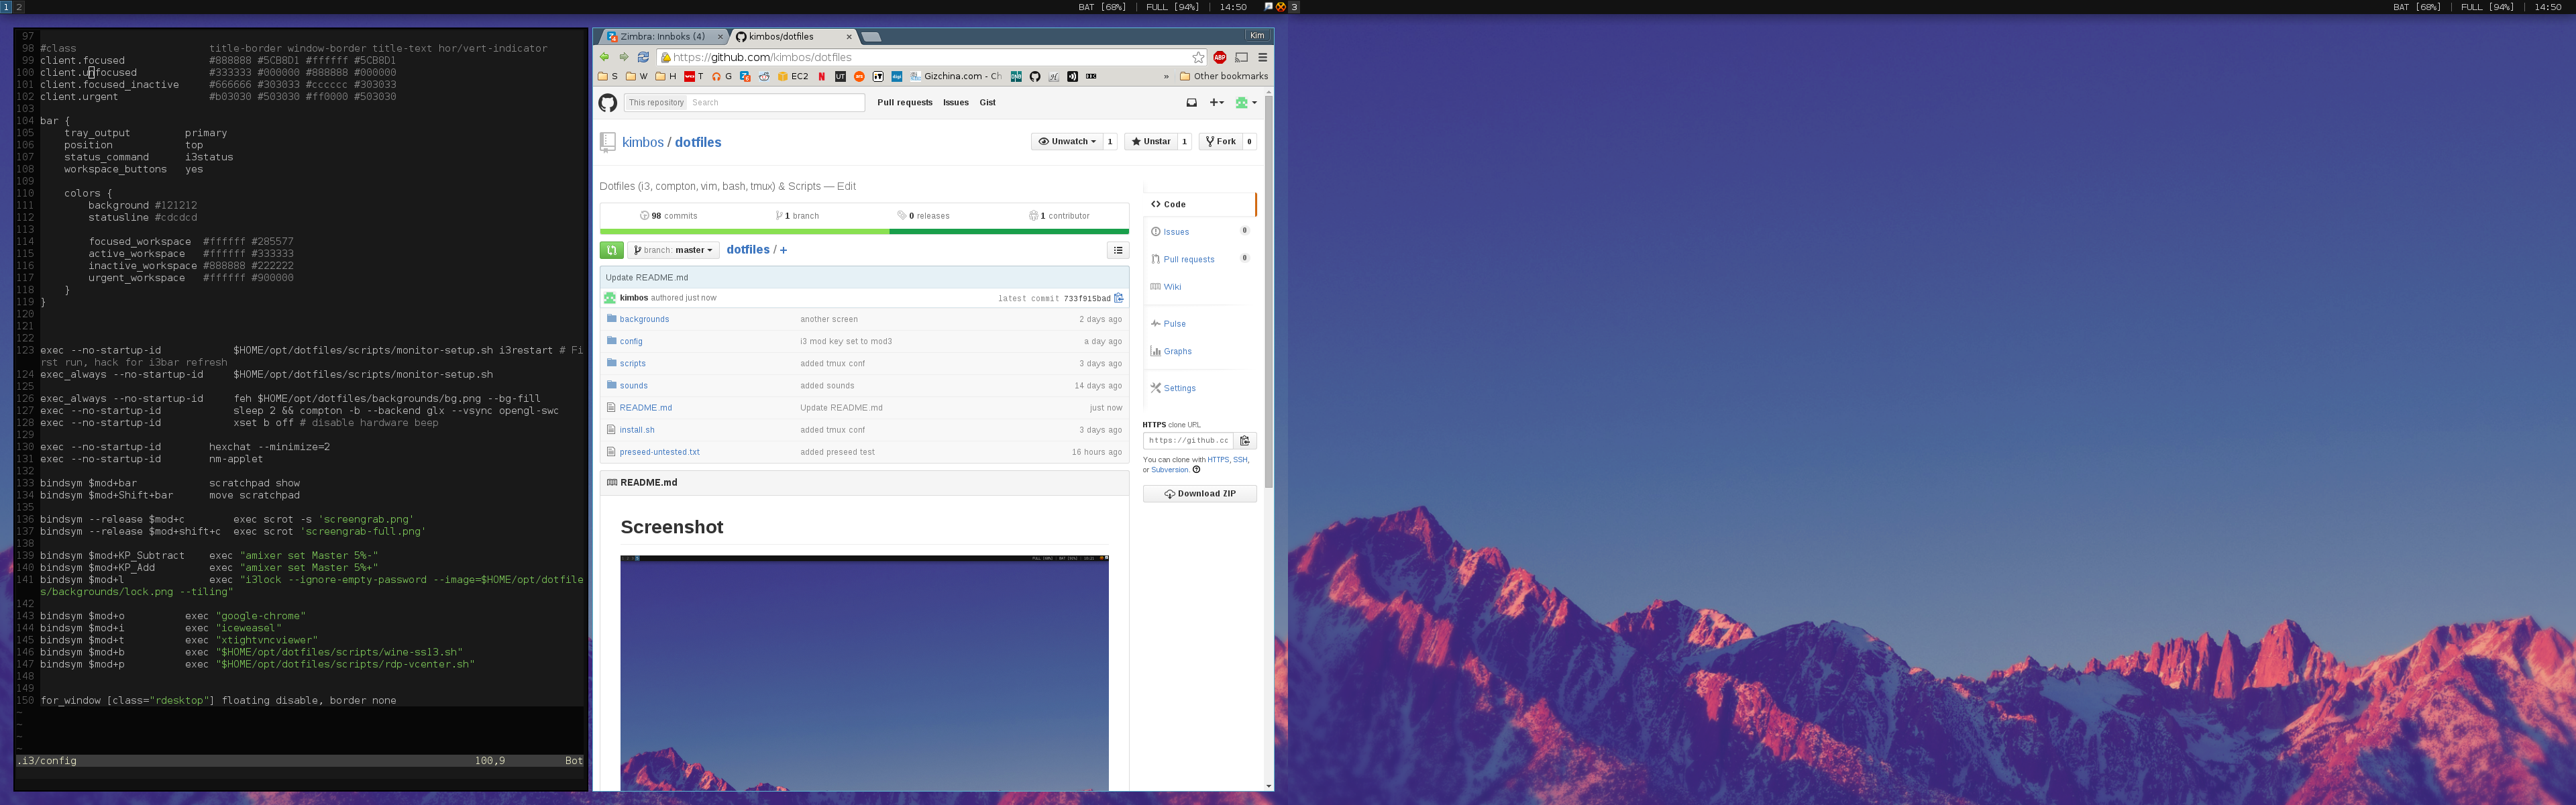 1 2
BAT [68%] | FULL [94%] | 14:50
3
BAT [68%] | FULL [94%] | 14:50
97
98 #class title-border window-border title-text hor/vert-indicator
99 client.focused #888888 #5CB8D1 #ffffff #5CB8D1
100 client.unfocused #333333 #000000 #888888 #000000
101 client.focused_inactive #666666 #303033 #cccccc #303033
102 client.urgent #b03030 #503030 #ff0000 #503030
103
104 bar {
105 tray_output primary
106 position top
107 status_command i3status
108 workspace_buttons yes
109
110 colors {
111 background #121212
112 statusline #cdcdcd
113
114 focused_workspace #ffffff #285577
115 active_workspace #ffffff #333333
116 inactive_workspace #888888 #222222
117 urgent_workspace #ffffff #900000
118 }
119 }
120
121
122
123 exec --no-startup-id $HOME/opt/dotfiles/scripts/monitor-setup.sh i3restart # Fi
rst run, hack for i3bar refresh
124 exec_always --no-startup-id $HOME/opt/dotfiles/scripts/monitor-setup.sh
125
126 exec_always --no-startup-id feh $HOME/opt/dotfiles/backgrounds/bg.png --bg-fill
127 exec --no-startup-id sleep 2 && compton -b --backend glx --vsync opengl-swc
128 exec --no-startup-id xset b off # disable hardware beep
129
130 exec --no-startup-id hexchat --minimize=2
131 exec --no-startup-id nm-applet
132
133 bindsym $mod+bar scratchpad show
134 bindsym $mod+Shift+bar move scratchpad
135
136 bindsym --release $mod+c exec scrot -s 'screengrab.png'
137 bindsym --release $mod+shift+c exec scrot 'screengrab-full.png'
138
139 bindsym $mod+KP_Subtract exec "amixer set Master 5%-"
140 bindsym $mod+KP_Add exec "amixer set Master 5%+"
141 bindsym $mod+l exec "i3lock --ignore-empty-password --image=$HOME/opt/dotfile
s/backgrounds/lock.png --tiling"
142
143 bindsym $mod+o exec "google-chrome"
144 bindsym $mod+i exec "iceweasel"
145 bindsym $mod+t exec "xtightvncviewer"
146 bindsym $mod+b exec "$HOME/opt/dotfiles/scripts/wine-ss13.sh"
147 bindsym $mod+p exec "$HOME/opt/dotfiles/scripts/rdp-vcenter.sh"
148
149
150 for_window [class="rdesktop"] floating disable, border none
~
~
~
~
.i3/config 100,9 Bot
Zimbra: Innboks (4) × kimbos/dotfiles × Kim
https://github.com/kimbos/dotfiles ABP
S W H T G EC2 N UT iT Gizchina.com - Ch » Other bookmarks
This repository Search Pull requests Issues Gist
kimbos / dotfiles Unwatch 1 Unstar 1 Fork 0
Dotfiles (i3, compton, vim, bash, tmux) & Scripts — Edit
98 commits 1 branch 0 releases 1 contributor
branch: master dotfiles / +
Update README.md
kimbos authored just now latest commit 733f915bad
backgrounds another screen 2 days ago
config i3 mod key set to mod3 a day ago
scripts added tmux conf 3 days ago
sounds added sounds 14 days ago
README.md Update README.md just now
install.sh added tmux conf 3 days ago
preseed-untested.txt added preseed test 16 hours ago
README.md
Screenshot
Code
Issues 0
Pull requests 0
Wiki
Pulse
Graphs
Settings
HTTPS clone URL
https://github.cc
You can clone with HTTPS, SSH,
or Subversion.
Download ZIP